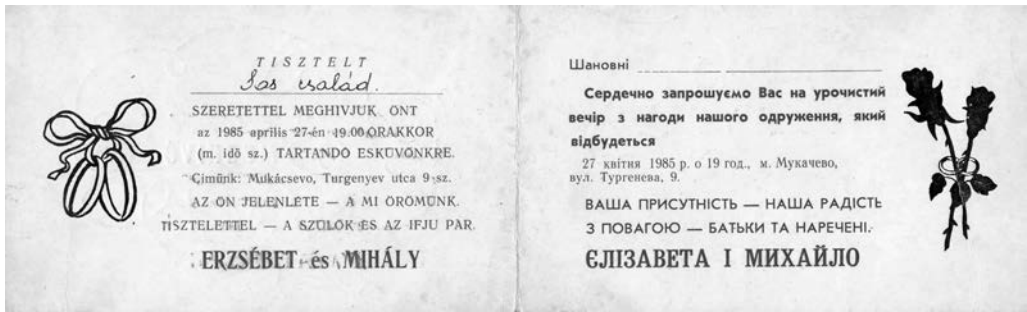 TISZTELT
Sas család.
SZERETETTEL MEGHIVJUK ONT
az 1985 aprilis 27-én 19.00 ORAKKOR
(m. idő sz.) TARTANDO ESKUVONKRE.
Cimünk: Mukácsevo, Turgenyev utca 9 sz.
AZ ON JELENLETE — A MI OROMUNK.
TISZTELETTEL — A SZULOK ES AZ IFJU PAR.
ERZSÉBET és MIHÁLY
Шановні
Сердечно запрошуємо Вас на урочистий
вечір з нагоди нашого одруження, який
відбудеться
27 квітня 1985 р. о 19 год., м. Мукачево,
вул. Тургенева, 9.
ВАША ПРИСУТНІСТЬ — НАША РАДІСТЬ
З ПОВАГОЮ — БАТЬКИ ТА НАРЕЧЕНІ.
ЄЛІЗАВЕТА І МИХАЙЛО